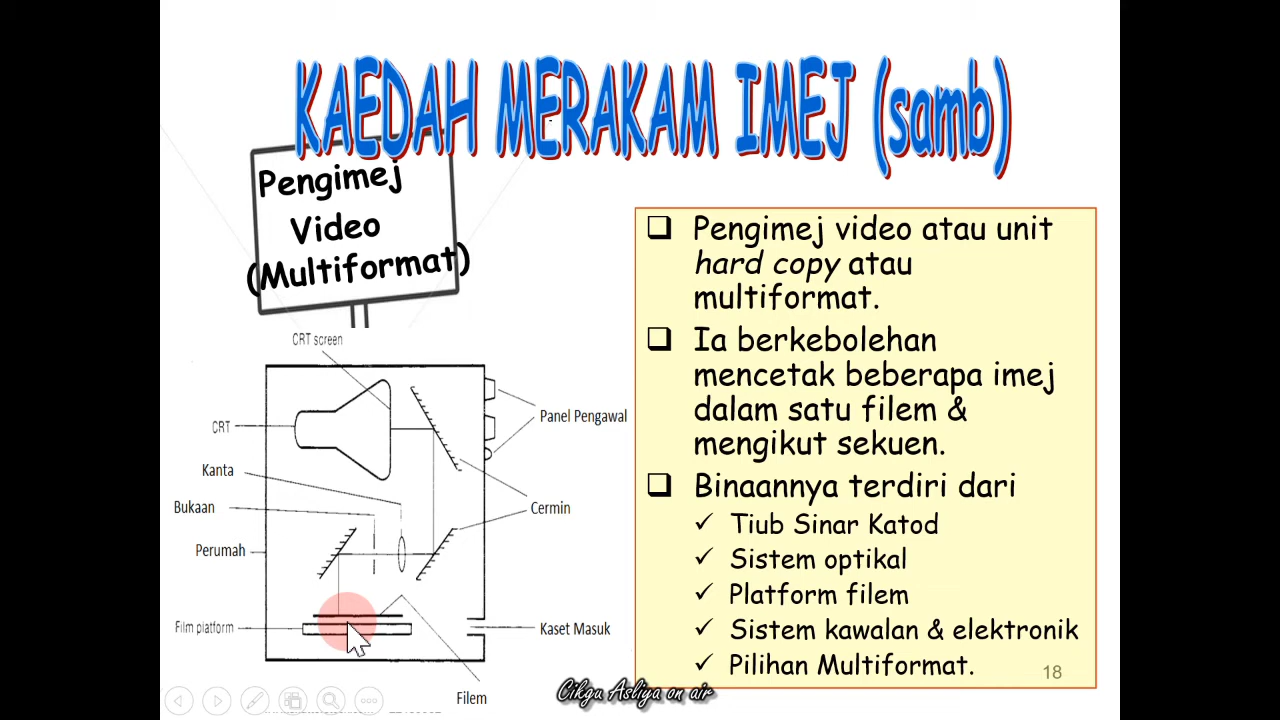 KAEDAH MERAKAM IMEJ (samb)
Pengimej
Video
(Multiformat)
CRT screen
CRT
Kanta
Bukaan
Perumah
Film platform
Panel Pengawal
Cermin
Kaset Masuk
Filem
❑ Pengimej video atau unit
hard copy atau
multiformat.
❑ Ia berkebolehan
mencetak beberapa imej
dalam satu filem &
mengikut sekuen.
❑ Binaannya terdiri dari
✓ Tiub Sinar Katod
✓ Sistem optikal
✓ Platform filem
✓ Sistem kawalan & elektronik
✓ Pilihan Multiformat.
18
Cikgu Asliya on air